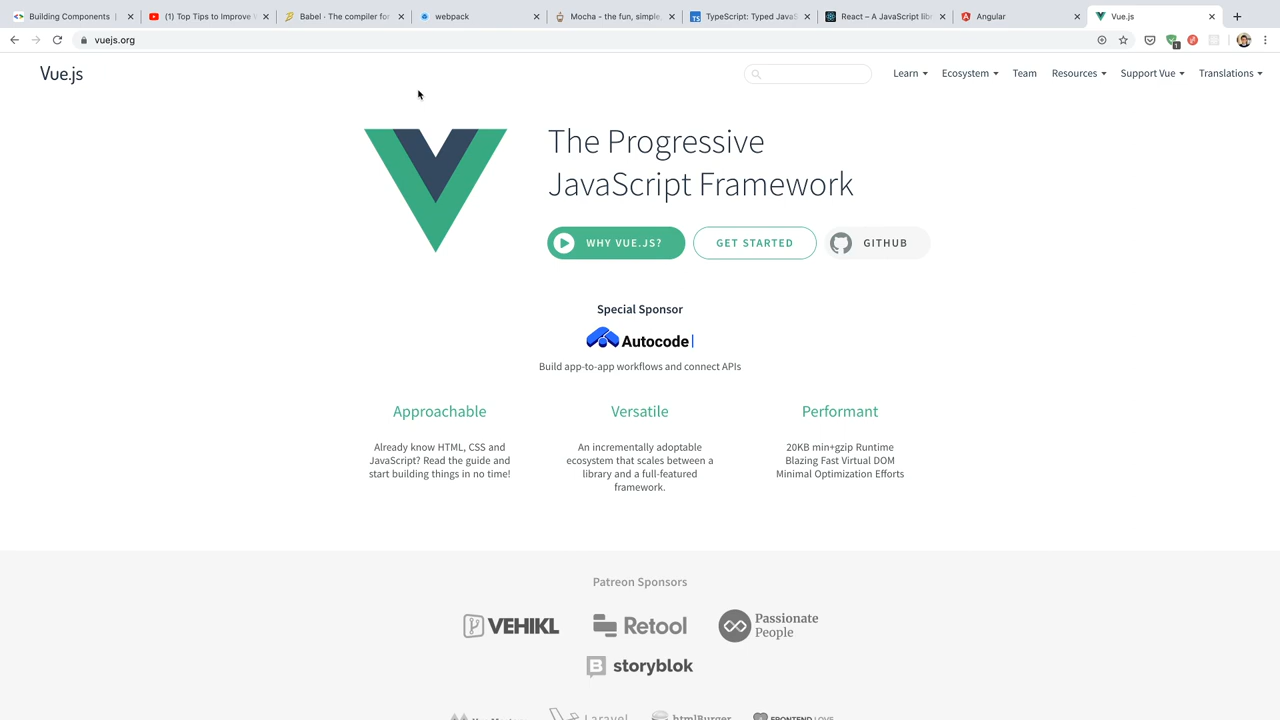 Building Components | (1) Top Tips to Improve V Babel · The compiler for webpack Mocha - the fun, simple, TypeScript: Typed JavaS React – A JavaScript libr Angular Vue.js
vuejs.org
Vue.js Learn Ecosystem Team Resources Support Vue Translations
The Progressive
JavaScript Framework
WHY VUE.JS? GET STARTED GITHUB
Special Sponsor
Autocode
Build app-to-app workflows and connect APIs
Approachable Versatile Performant
Already know HTML, CSS and
JavaScript? Read the guide and
start building things in no time!
An incrementally adoptable
ecosystem that scales between a
library and a full-featured
framework.
20KB min+gzip Runtime
Blazing Fast Virtual DOM
Minimal Optimization Efforts
Patreon Sponsors
VEHIKL Retool Passionate
People
storyblok
Laravel htmlBurger FRONTEND LOVE